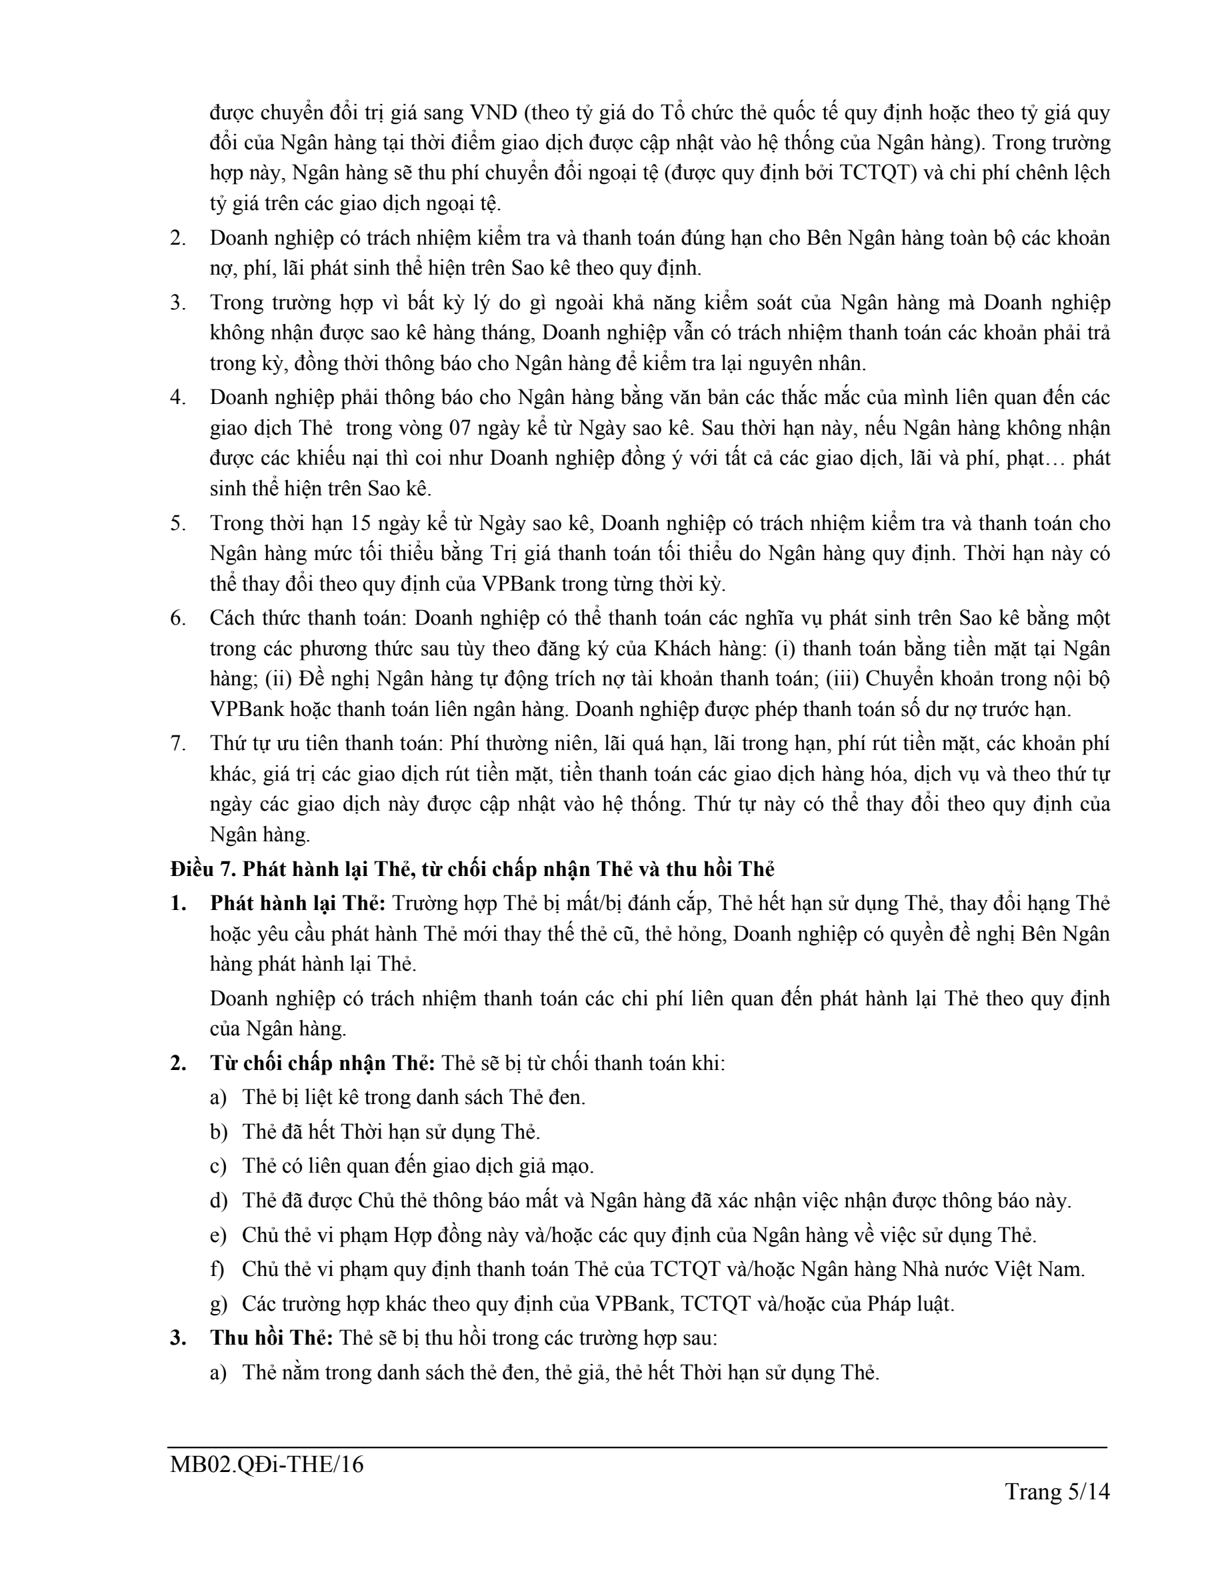 được chuyển đổi trị giá sang VND (theo tỷ giá do Tổ chức thẻ quốc tế quy định hoặc theo tỷ giá quy
đổi của Ngân hàng tại thời điểm giao dịch được cập nhật vào hệ thống của Ngân hàng). Trong trường
hợp này, Ngân hàng sẽ thu phí chuyển đổi ngoại tệ (được quy định bởi TCTQT) và chi phí chênh lệch
tỷ giá trên các giao dịch ngoại tệ.
2. Doanh nghiệp có trách nhiệm kiểm tra và thanh toán đúng hạn cho Bên Ngân hàng toàn bộ các khoản
nợ, phí, lãi phát sinh thể hiện trên Sao kê theo quy định.
3. Trong trường hợp vì bất kỳ lý do gì ngoài khả năng kiểm soát của Ngân hàng mà Doanh nghiệp
không nhận được sao kê hàng tháng, Doanh nghiệp vẫn có trách nhiệm thanh toán các khoản phải trả
trong kỳ, đồng thời thông báo cho Ngân hàng để kiểm tra lại nguyên nhân.
4. Doanh nghiệp phải thông báo cho Ngân hàng bằng văn bản các thắc mắc của mình liên quan đến các
giao dịch Thẻ trong vòng 07 ngày kể từ Ngày sao kê. Sau thời hạn này, nếu Ngân hàng không nhận
được các khiếu nại thì coi như Doanh nghiệp đồng ý với tất cả các giao dịch, lãi và phí, phạt… phát
sinh thể hiện trên Sao kê.
5. Trong thời hạn 15 ngày kể từ Ngày sao kê, Doanh nghiệp có trách nhiệm kiểm tra và thanh toán cho
Ngân hàng mức tối thiểu bằng Trị giá thanh toán tối thiểu do Ngân hàng quy định. Thời hạn này có
thể thay đổi theo quy định của VPBank trong từng thời kỳ.
6. Cách thức thanh toán: Doanh nghiệp có thể thanh toán các nghĩa vụ phát sinh trên Sao kê bằng một
trong các phương thức sau tùy theo đăng ký của Khách hàng: (i) thanh toán bằng tiền mặt tại Ngân
hàng; (ii) Đề nghị Ngân hàng tự động trích nợ tài khoản thanh toán; (iii) Chuyển khoản trong nội bộ
VPBank hoặc thanh toán liên ngân hàng. Doanh nghiệp được phép thanh toán số dư nợ trước hạn.
7. Thứ tự ưu tiên thanh toán: Phí thường niên, lãi quá hạn, lãi trong hạn, phí rút tiền mặt, các khoản phí
khác, giá trị các giao dịch rút tiền mặt, tiền thanh toán các giao dịch hàng hóa, dịch vụ và theo thứ tự
ngày các giao dịch này được cập nhật vào hệ thống. Thứ tự này có thể thay đổi theo quy định của
Ngân hàng.
Điều 7. Phát hành lại Thẻ, từ chối chấp nhận Thẻ và thu hồi Thẻ
1. Phát hành lại Thẻ: Trường hợp Thẻ bị mất/bị đánh cắp, Thẻ hết hạn sử dụng Thẻ, thay đổi hạng Thẻ
hoặc yêu cầu phát hành Thẻ mới thay thế thẻ cũ, thẻ hỏng, Doanh nghiệp có quyền đề nghị Bên Ngân
hàng phát hành lại Thẻ.
Doanh nghiệp có trách nhiệm thanh toán các chi phí liên quan đến phát hành lại Thẻ theo quy định
của Ngân hàng.
2. Từ chối chấp nhận Thẻ: Thẻ sẽ bị từ chối thanh toán khi:
a) Thẻ bị liệt kê trong danh sách Thẻ đen.
b) Thẻ đã hết Thời hạn sử dụng Thẻ.
c) Thẻ có liên quan đến giao dịch giả mạo.
d) Thẻ đã được Chủ thẻ thông báo mất và Ngân hàng đã xác nhận việc nhận được thông báo này.
e) Chủ thẻ vi phạm Hợp đồng này và/hoặc các quy định của Ngân hàng về việc sử dụng Thẻ.
f) Chủ thẻ vi phạm quy định thanh toán Thẻ của TCTQT và/hoặc Ngân hàng Nhà nước Việt Nam.
g) Các trường hợp khác theo quy định của VPBank, TCTQT và/hoặc của Pháp luật.
3. Thu hồi Thẻ: Thẻ sẽ bị thu hồi trong các trường hợp sau:
a) Thẻ nằm trong danh sách thẻ đen, thẻ giả, thẻ hết Thời hạn sử dụng Thẻ.
MB02.QĐi-THE/16
Trang 5/14